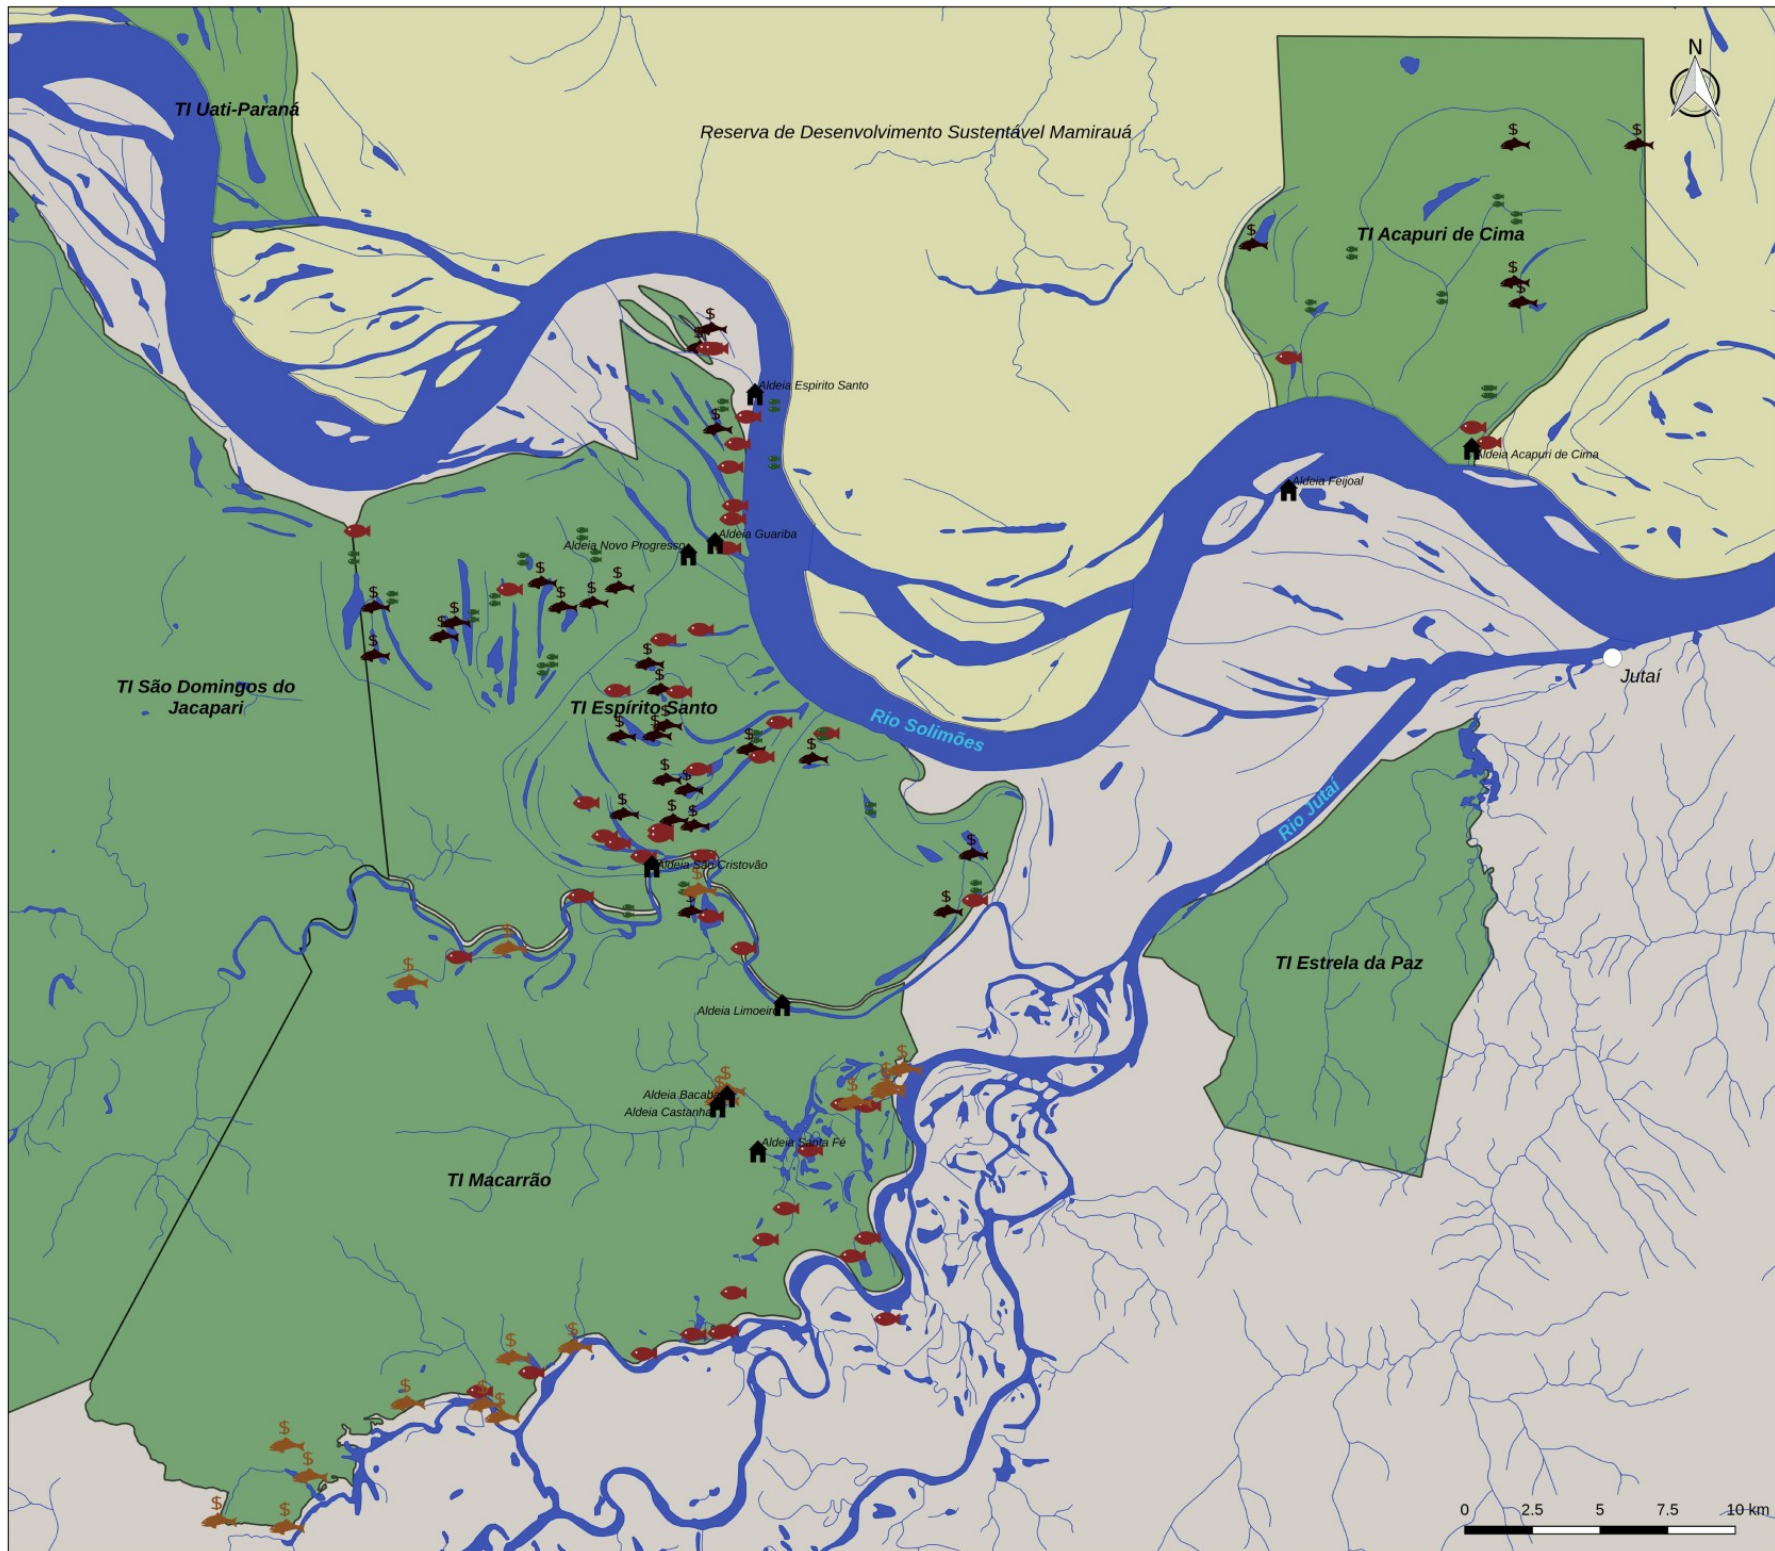 N
TI Uati-Paraná
Reserva de Desenvolvimento Sustentável Mamirauá
TI Acapuri de Cima
Aldeia Espirito Santo
Aldeia Acapuri de Cima
Aldeia Feijoal
Aldeia Guariba
Aldeia Novo Progresso
Jutaí
TI São Domingos do
Jacapari
TI Espírito Santo
Rio Solimões
Rio Jutaí
Aldeia São Cristovão
TI Estrela da Paz
Aldeia Limoeiro
Aldeia Bacaba
Aldeia Castanha
Aldeia Santa Fé
TI Macarrão
0 2.5 5 7.5 10 km